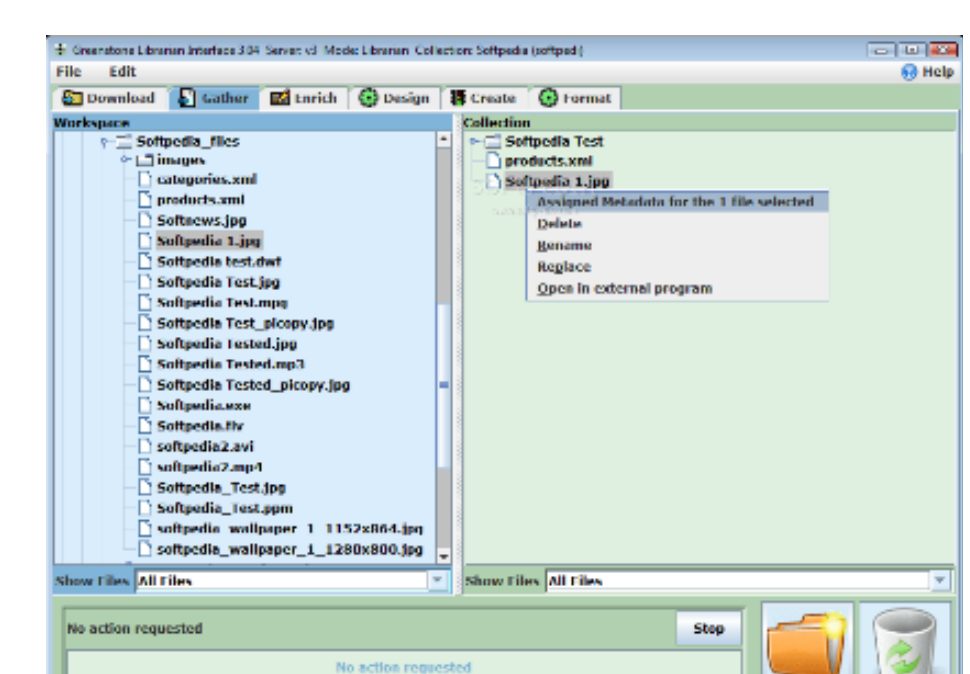 Greenstone Librarian Interface 3.04 Server: v3 Mode: Librarian Collection: Softpedia (softpedi)
File Edit Help
Download Gather Enrich Design Create Format
Workspace
Softpedia_files
images
categories.xml
products.xml
Softnews.jpg
Softpedia 1.jpg
Softpedia test.dwf
Softpedia Test.jpg
Softpedia Test.mpg
Softpedia Test_picopy.jpg
Softpedia Tested.jpg
Softpedia Tested.mp3
Softpedia Tested_picopy.jpg
Softpedia.exe
Softpedia.flv
softpedia2.avi
softpedia2.mp4
Softpedia_Test.jpg
Softpedia_Test.ppm
softpedia_wallpaper_1_1152x864.jpg
softpedia_wallpaper_1_1280x800.jpg
Show Files All Files
Collection
Softpedia Test
products.xml
Softpedia 1.jpg
Assigned Metadata for the 1 file selected
Delete
Rename
Replace
Open in external program
Show Files All Files
No action requested
Stop
No action requested